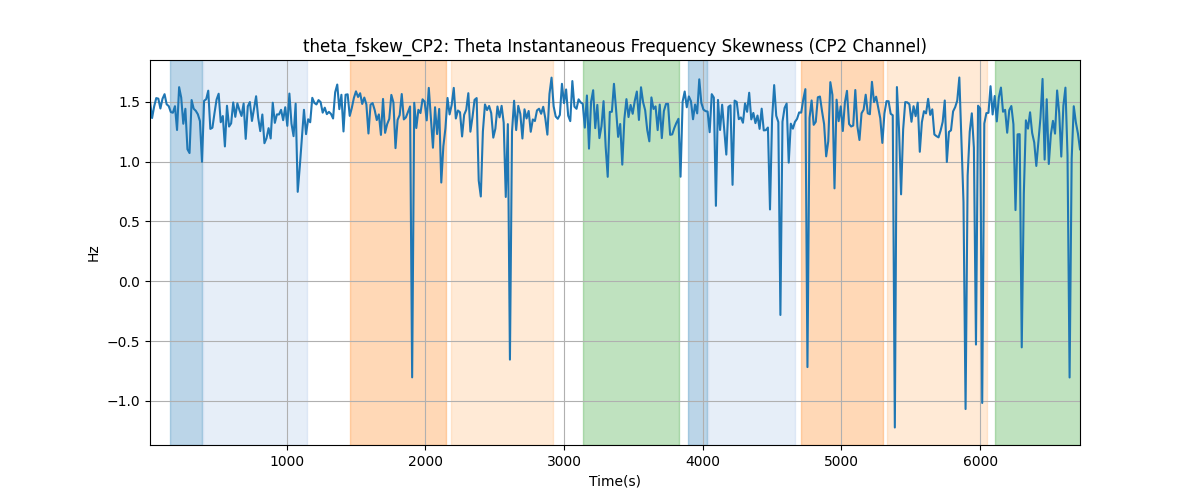 theta_fskew_CP2: Theta Instantaneous Frequency Skewness (CP2 Channel)
1.5
1.0
0.5
0.0
−0.5
−1.0
Hz
1000 2000 3000 4000 5000 6000
Time(s)